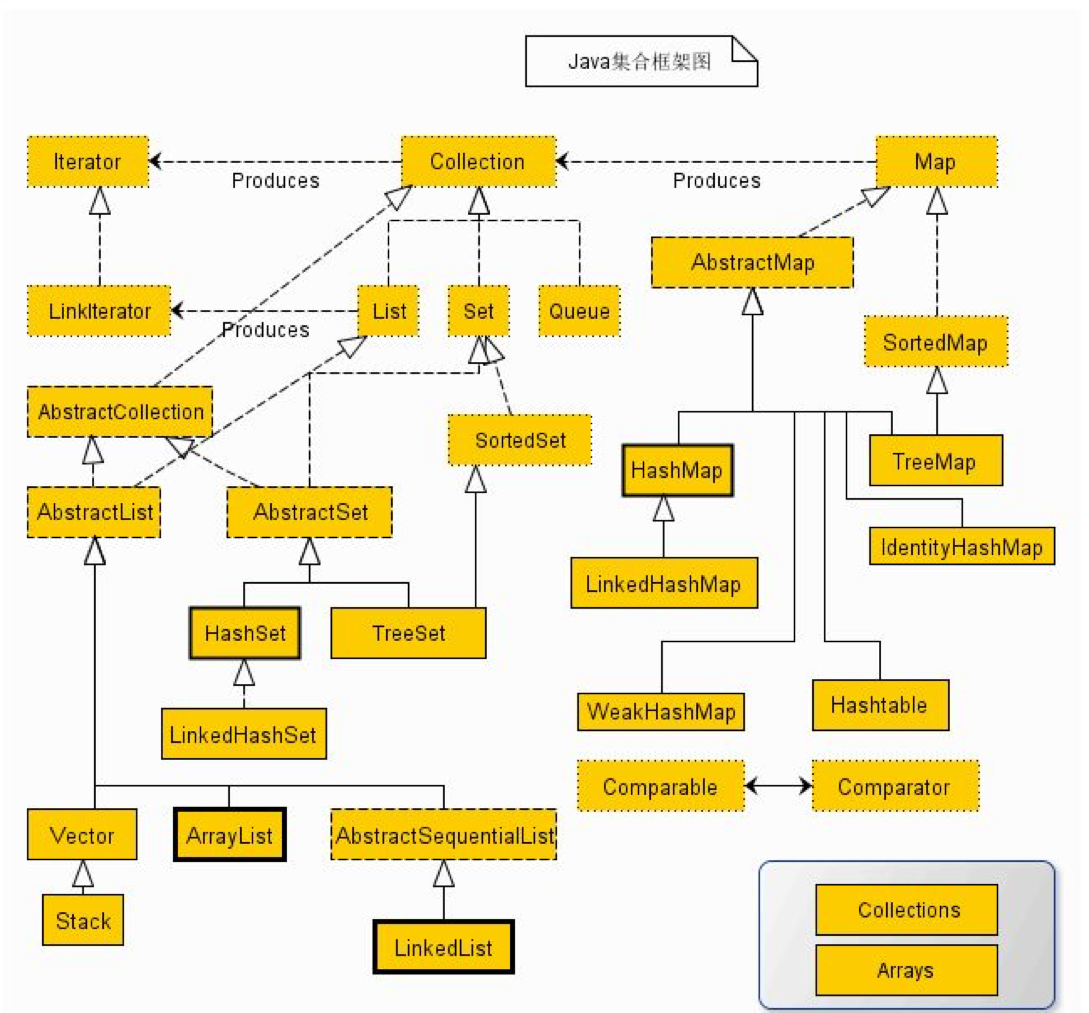 Java集合框架图
Iterator
Collection
Map
Produces
Produces
AbstractMap
LinkIterator
List
Set
Queue
Produces
SortedMap
AbstractCollection
SortedSet
HashMap
TreeMap
AbstractList
AbstractSet
IdentityHashMap
LinkedHashMap
HashSet
TreeSet
WeakHashMap
Hashtable
LinkedHashSet
Comparable
Comparator
Vector
ArrayList
AbstractSequentialList
Stack
LinkedList
Collections
Arrays